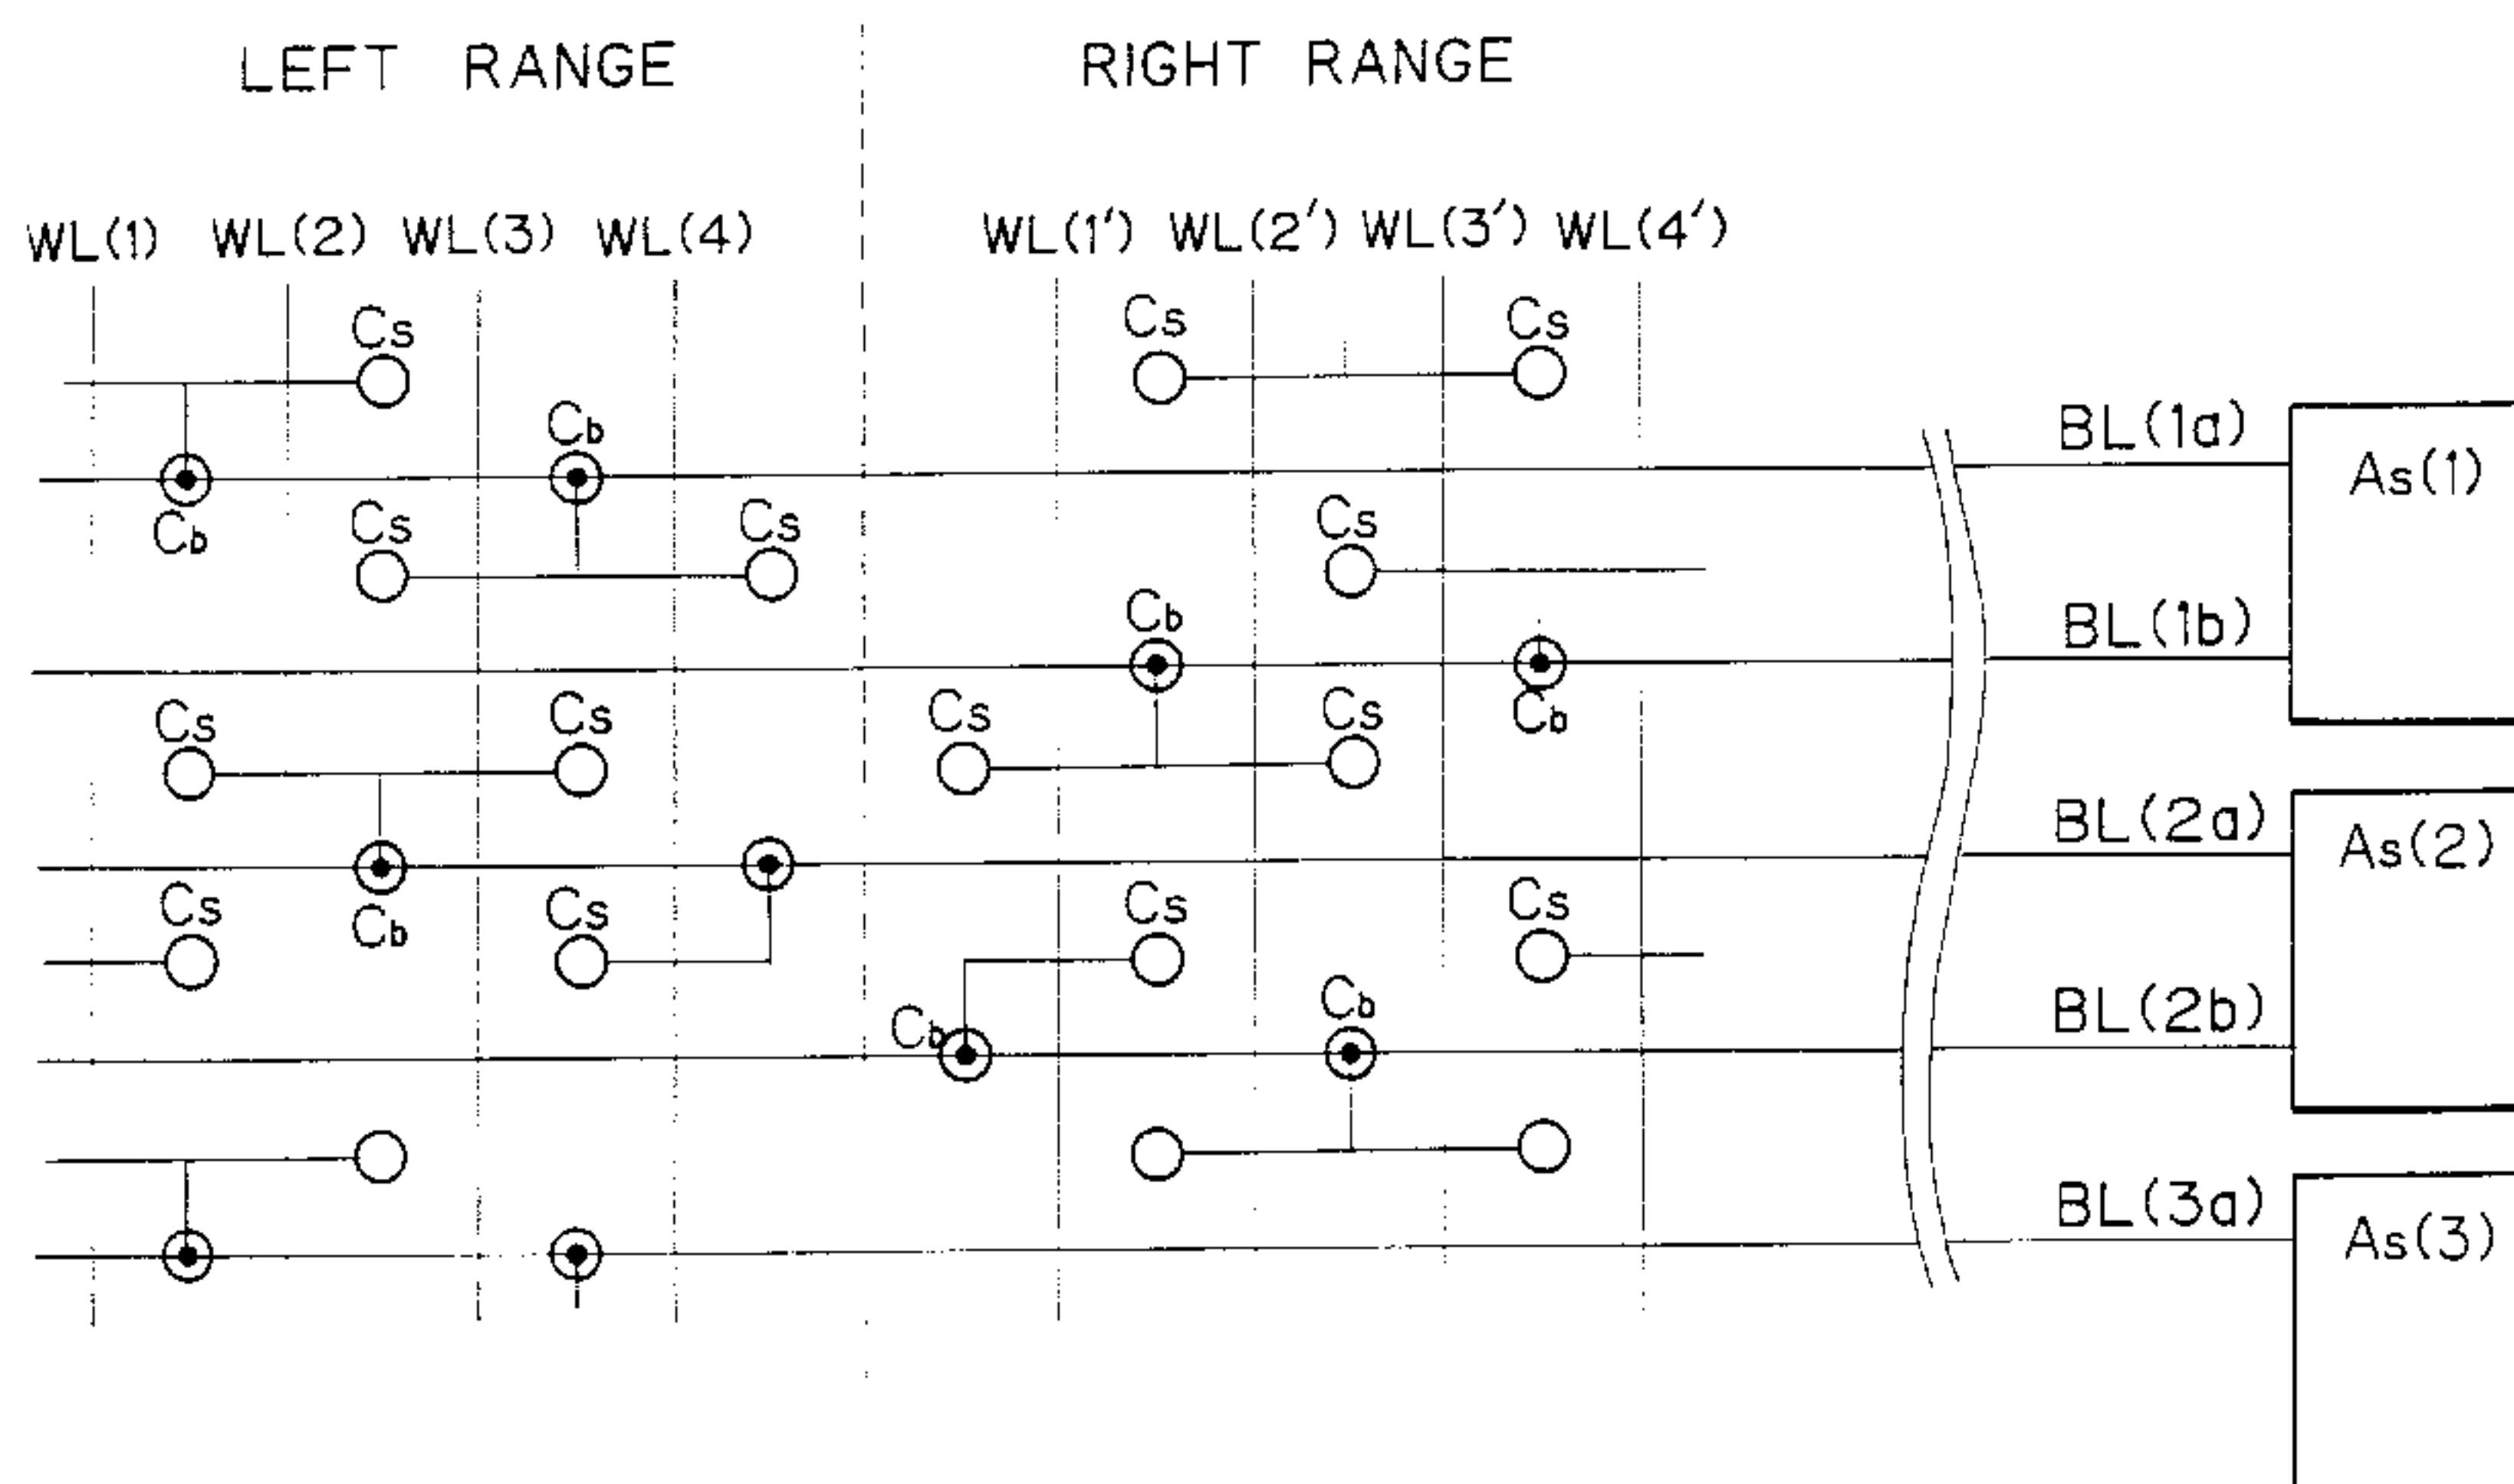 LEFT RANGE RIGHT RANGE
WL(1) WL(2) WL(3) WL(4) WL(1') WL(2') WL(3') WL(4')
Cs Cs Cs
Cb BL(1a)
As(1)
Cb Cs Cs Cs
Cb BL(1b)
Cs Cs Cs Cs Cb
BL(2a)
As(2)
Cs Cb Cs Cs Cs
Cb Cb BL(2b)
BL(3a)
As(3)